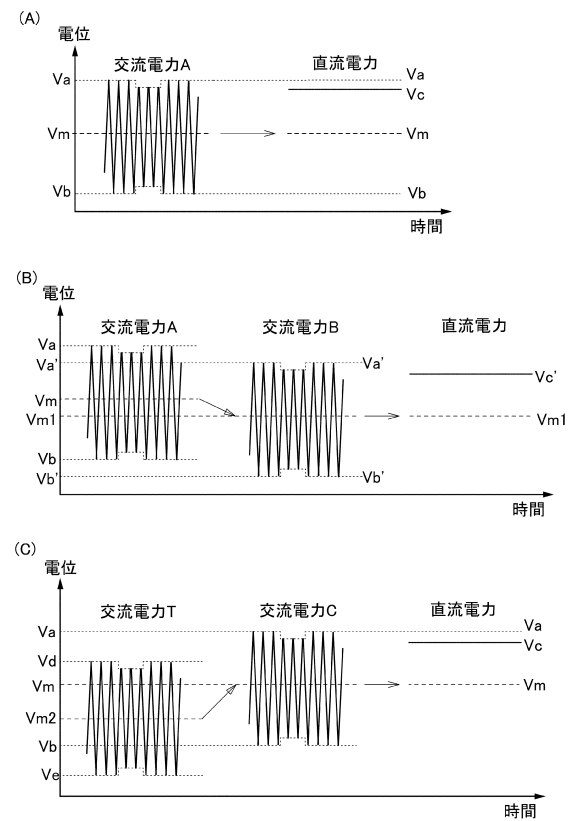 (A)
電位
交流電力A
直流電力
Va
Va
Vc
Vm
Vm
Vb
Vb
時間
(B)
電位
交流電力A
交流電力B
直流電力
Va
Va'
Va'
Vc'
Vm
Vm1
Vm1
Vb
Vb'
Vb'
時間
(C)
電位
交流電力T
交流電力C
直流電力
Va
Va
Vc
Vd
Vm
Vm
Vm2
Vb
Ve
時間